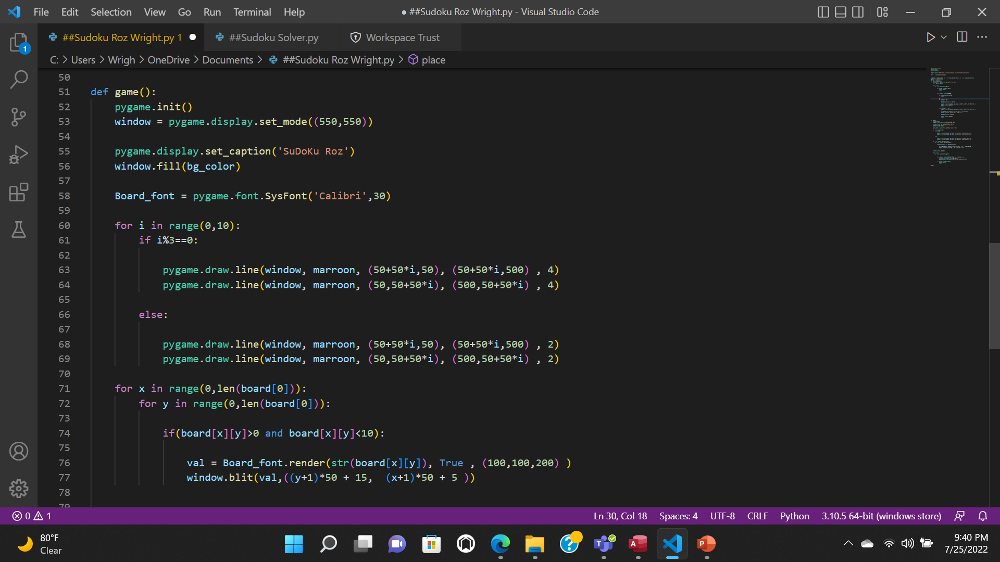 File Edit Selection View Go Run Terminal Help ● ##Sudoku Roz Wright.py - Visual Studio Code
##Sudoku Roz Wright.py 1 ● ##Sudoku Solver.py Workspace Trust
C: > Users > Wrigh > OneDrive > Documents > ##Sudoku Roz Wright.py > place
1
50
51 def game():
52 pygame.init()
53 window = pygame.display.set_mode((550,550))
54
55 pygame.display.set_caption('SuDoKu Roz')
56 window.fill(bg_color)
57
58 Board_font = pygame.font.SysFont('Calibri',30)
59
60 for i in range(0,10):
61 if i%3==0:
62
63 pygame.draw.line(window, marroon, (50+50*i,50), (50+50*i,500) , 4)
64 pygame.draw.line(window, marroon, (50,50+50*i), (500,50+50*i) , 4)
65
66 else:
67
68 pygame.draw.line(window, marroon, (50+50*i,50), (50+50*i,500) , 2)
69 pygame.draw.line(window, marroon, (50,50+50*i), (500,50+50*i) , 2)
70
71 for x in range(0,len(board[0])):
72 for y in range(0,len(board[0])):
73
74 if(board[x][y]>0 and board[x][y]<10):
75
76 val = Board_font.render(str(board[x][y]), True , (100,100,200) )
77 window.blit(val,((y+1)*50 + 15, (x+1)*50 + 5 ))
78
79
0 1 Ln 30, Col 18 Spaces: 4 UTF-8 CRLF Python 3.10.5 64-bit (windows store)
80°F
Clear
9:40 PM
7/25/2022